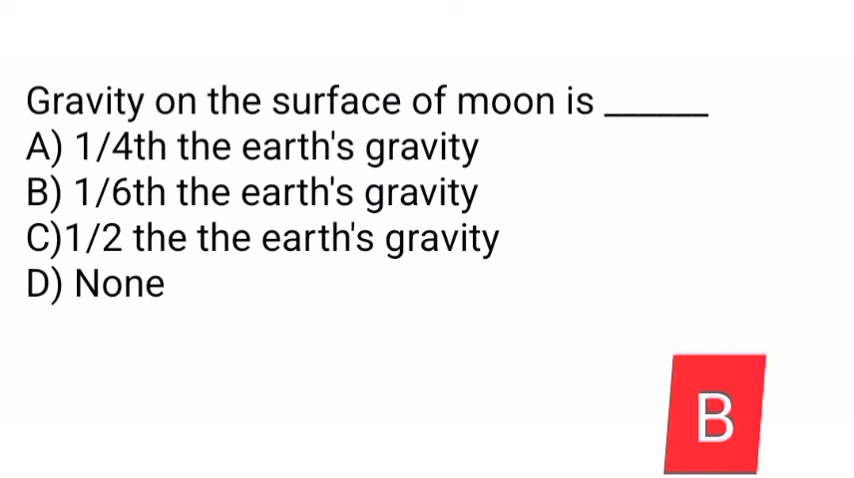 Gravity on the surface of moon is ______
A) 1/4th the earth's gravity
B) 1/6th the earth's gravity
C)1/2 the the earth's gravity
D) None
B